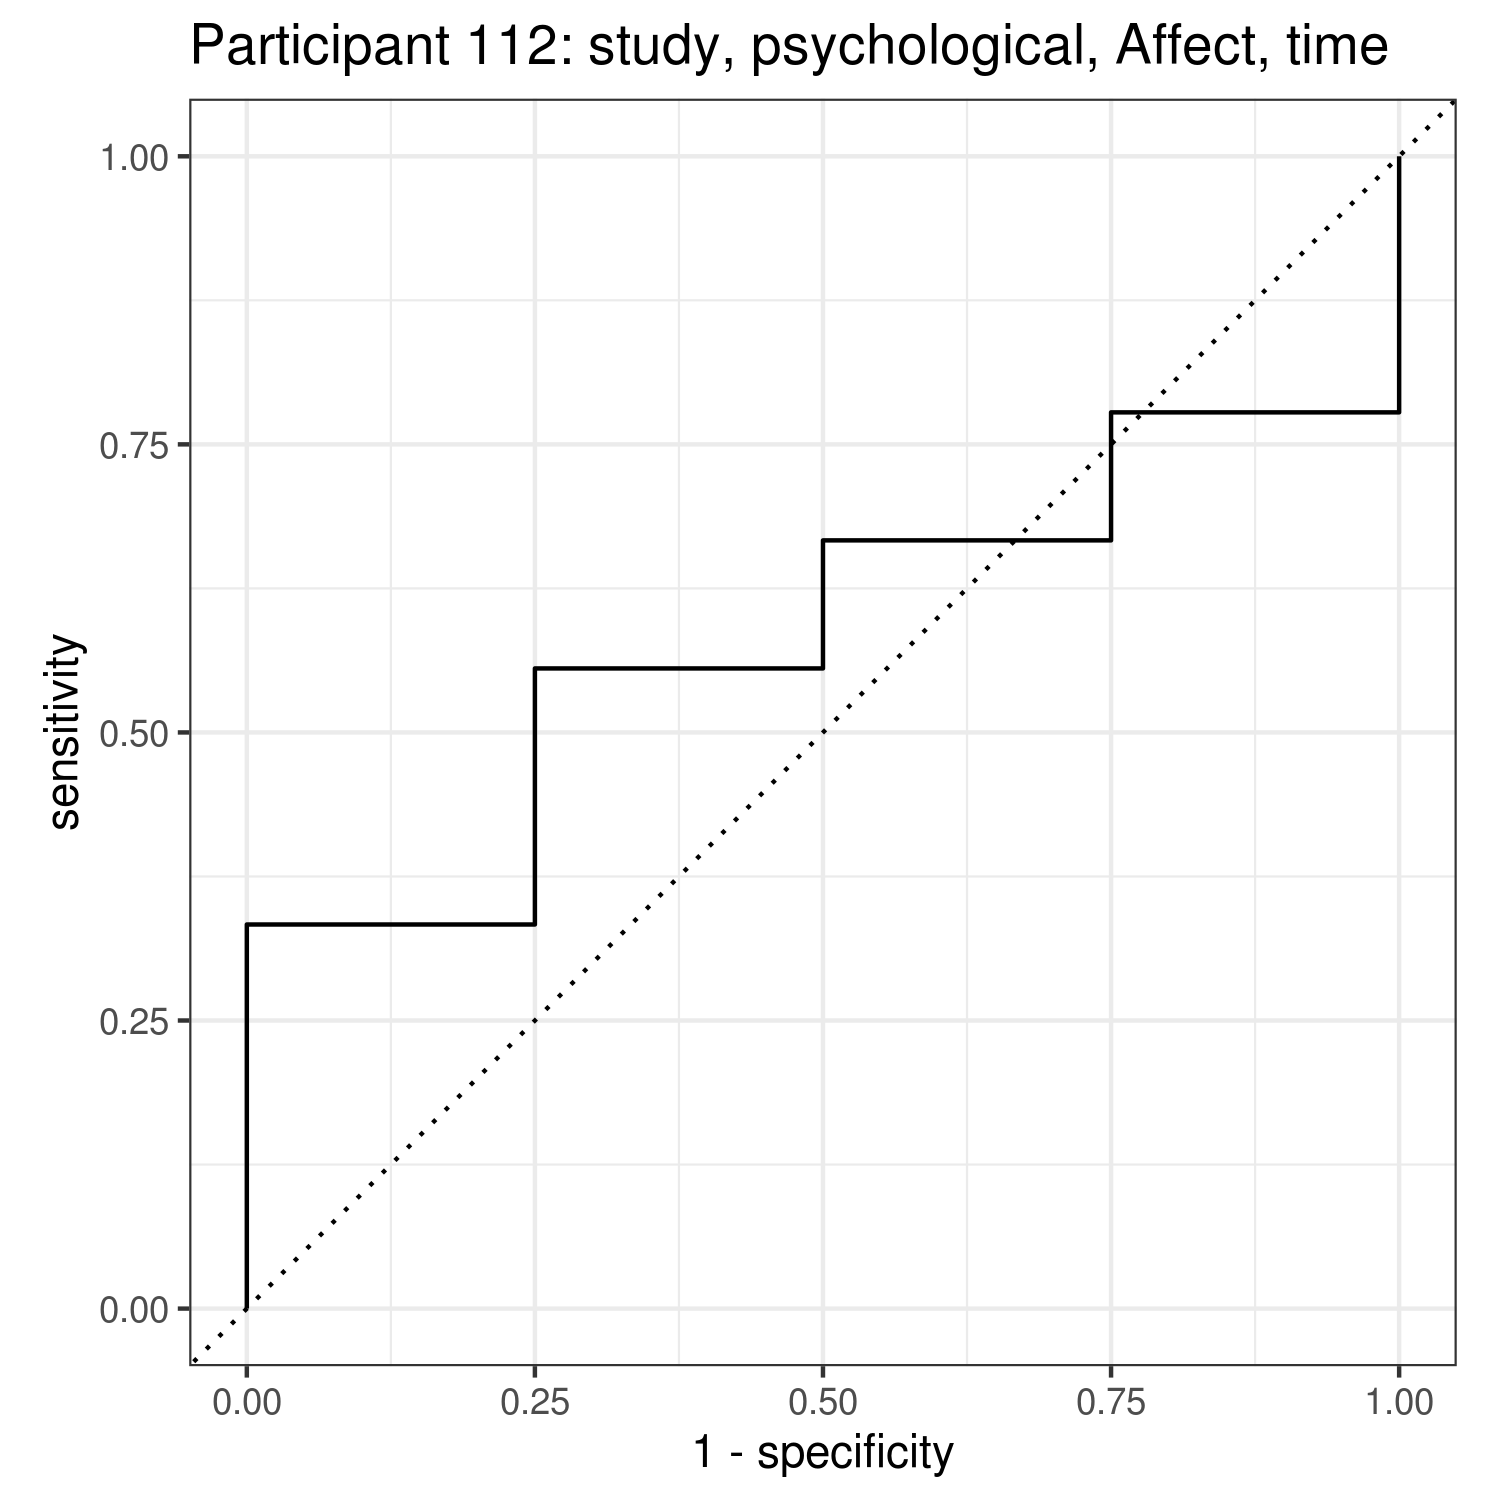 Participant 112: study, psychological, Affect, time
sensitivity
1.00
0.75
0.50
0.25
0.00
0.00 0.25 0.50 0.75 1.00
1 - specificity